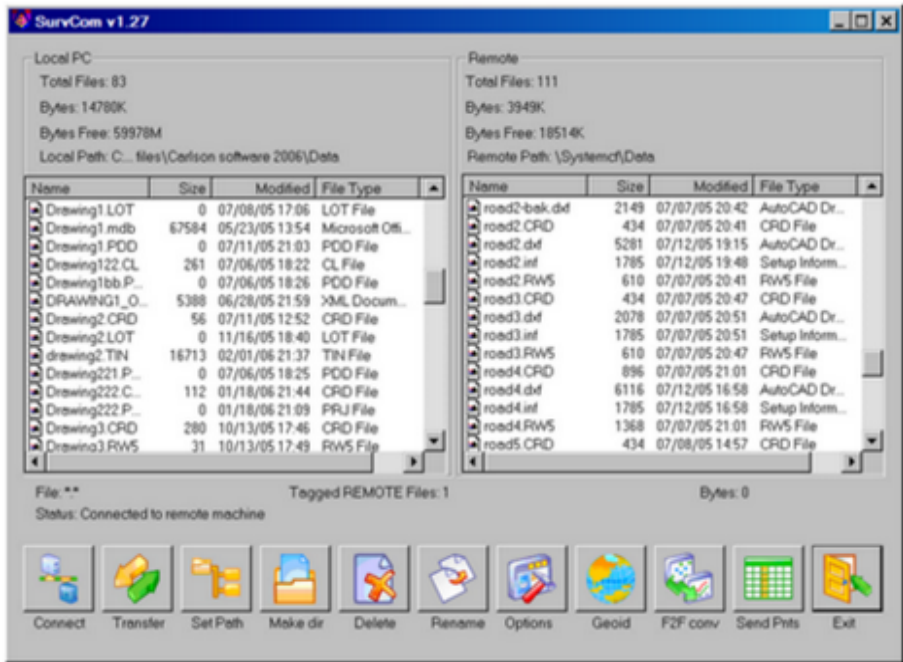 SurvCom v1.27
Local PC
Total Files: 83
Bytes: 14780K
Bytes Free: 59978M
Local Path: C... files\Carlson software 2006\Data
Name Size Modified File Type
Drawing1.LOT 0 07/08/05 17:06 LOT File
Drawing1.mdb 67584 05/23/05 13:54 Microsoft Offi...
Drawing1.PDD 0 07/11/05 21:03 PDD File
Drawing122.CL 261 07/06/05 18:22 CL File
Drawing1bb.P... 0 07/06/05 18:26 PDD File
DRAWING1_O... 5388 06/28/05 21:59 XML Docum...
Drawing2.CRD 56 07/11/05 12:52 CRD File
Drawing2.LOT 0 11/16/05 18:40 LOT File
drawing2.TIN 16713 02/01/06 21:37 TIN File
Drawing221.P... 0 07/06/05 18:25 PDD File
Drawing222.C... 112 01/18/06 21:44 CRD File
Drawing222.P... 0 01/18/06 21:09 PRJ File
Drawing3.CRD 280 10/13/05 17:46 CRD File
Drawing3.RW5 31 10/13/05 17:49 RW5 File
Remote
Total Files: 111
Bytes: 3949K
Bytes Free: 18514K
Remote Path: \Systemcf\Data
Name Size Modified File Type
road2-bak.dxf 2149 07/07/05 20:42 AutoCAD Dr...
road2.CRD 434 07/07/05 20:41 CRD File
road2.dxf 5281 07/12/05 19:15 AutoCAD Dr...
road2.inf 1785 07/12/05 19:48 Setup Inform...
road2.RW5 610 07/07/05 20:41 RW5 File
road3.CRD 434 07/07/05 20:47 CRD File
road3.dxf 2078 07/07/05 20:51 AutoCAD Dr...
road3.inf 1785 07/07/05 20:51 Setup Inform...
road3.RW5 610 07/07/05 20:47 RW5 File
road4.CRD 896 07/07/05 21:01 CRD File
road4.dxf 6116 07/12/05 16:58 AutoCAD Dr...
road4.inf 1785 07/12/05 16:58 Setup Inform...
road4.RW5 1368 07/07/05 21:01 RW5 File
road5.CRD 434 07/08/05 14:57 CRD File
File: *.* Tagged REMOTE Files: 1 Bytes: 0
Status: Connected to remote machine
Connect Transfer Set Path Make dir Delete Rename Options Geoid F2F conv Send Pnts Exit